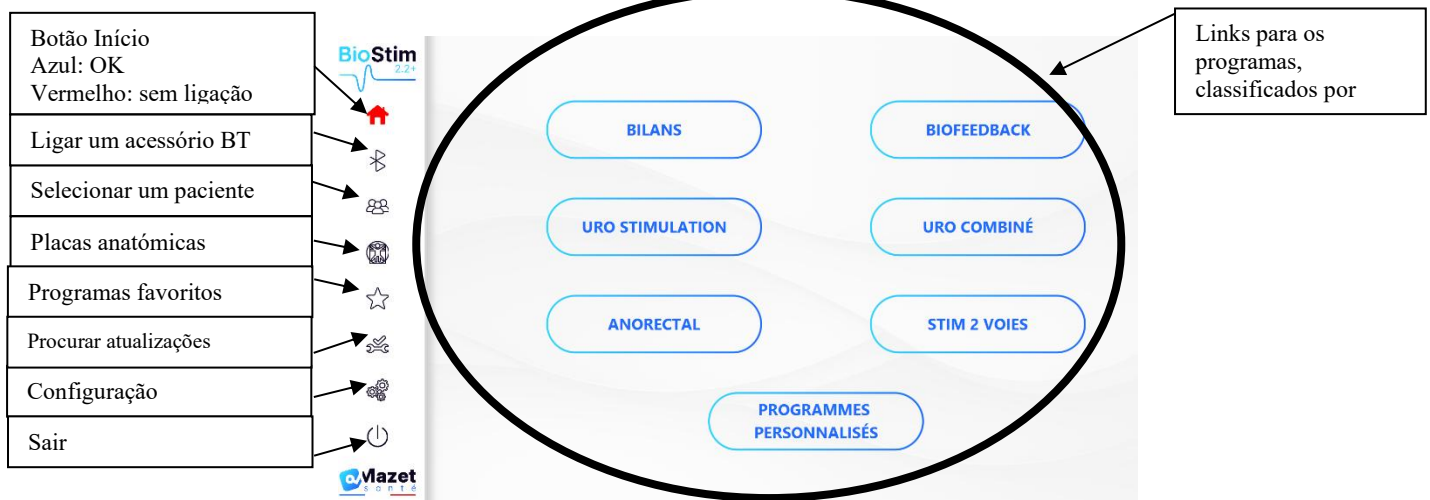 Botão Início
Azul: OK
Vermelho: sem ligação
Ligar um acessório BT
Selecionar um paciente
Placas anatómicas
Programas favoritos
Procurar atualizações
Configuração
Sair
BioStim
2.2+
Mazet
santé
BILANS
BIOFEEDBACK
URO STIMULATION
URO COMBINÉ
ANORECTAL
STIM 2 VOIES
PROGRAMMES
PERSONNALISÉS
Links para os
programas,
classificados por